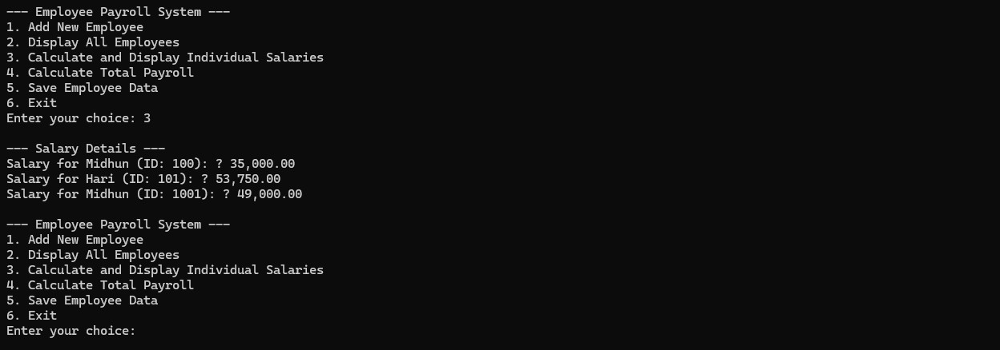 --- Employee Payroll System ---
1. Add New Employee
2. Display All Employees
3. Calculate and Display Individual Salaries
4. Calculate Total Payroll
5. Save Employee Data
6. Exit
Enter your choice: 3
--- Salary Details ---
Salary for Midhun (ID: 100): ? 35,000.00
Salary for Hari (ID: 101): ? 53,750.00
Salary for Midhun (ID: 1001): ? 49,000.00
--- Employee Payroll System ---
1. Add New Employee
2. Display All Employees
3. Calculate and Display Individual Salaries
4. Calculate Total Payroll
5. Save Employee Data
6. Exit
Enter your choice: